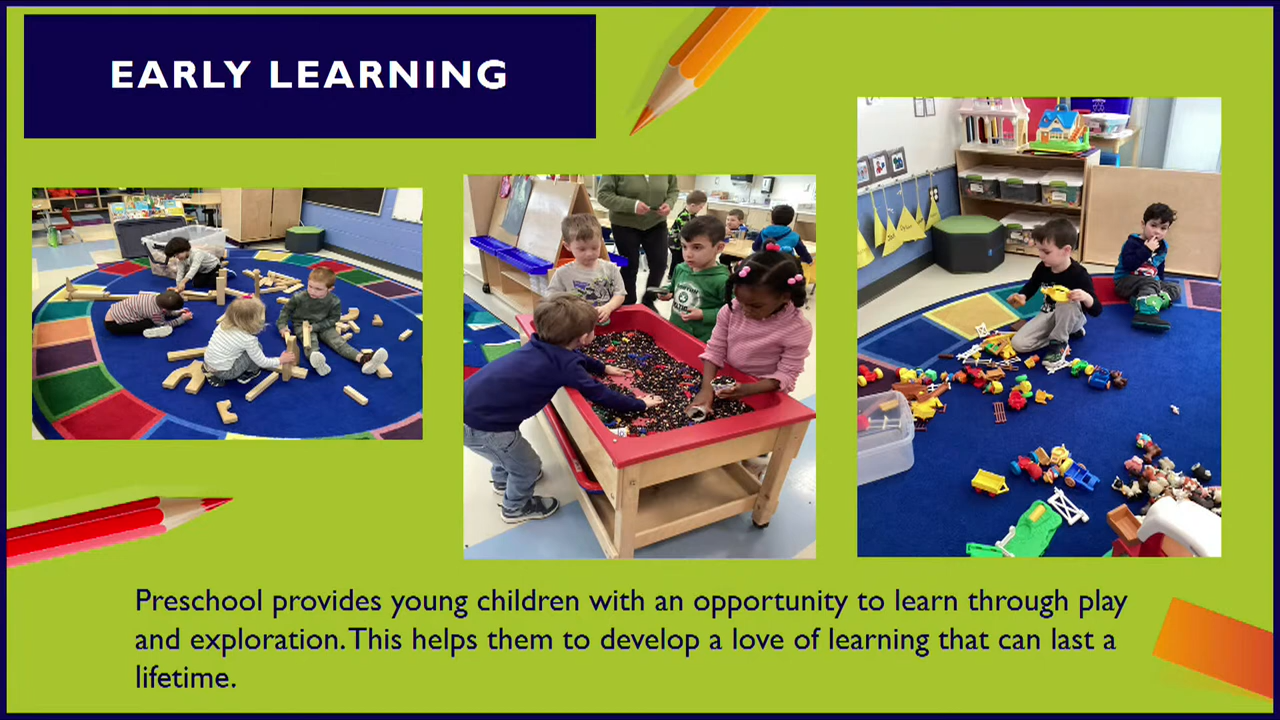 EARLY LEARNING
Preschool provides young children with an opportunity to learn through play
and exploration. This helps them to develop a love of learning that can last a
lifetime.